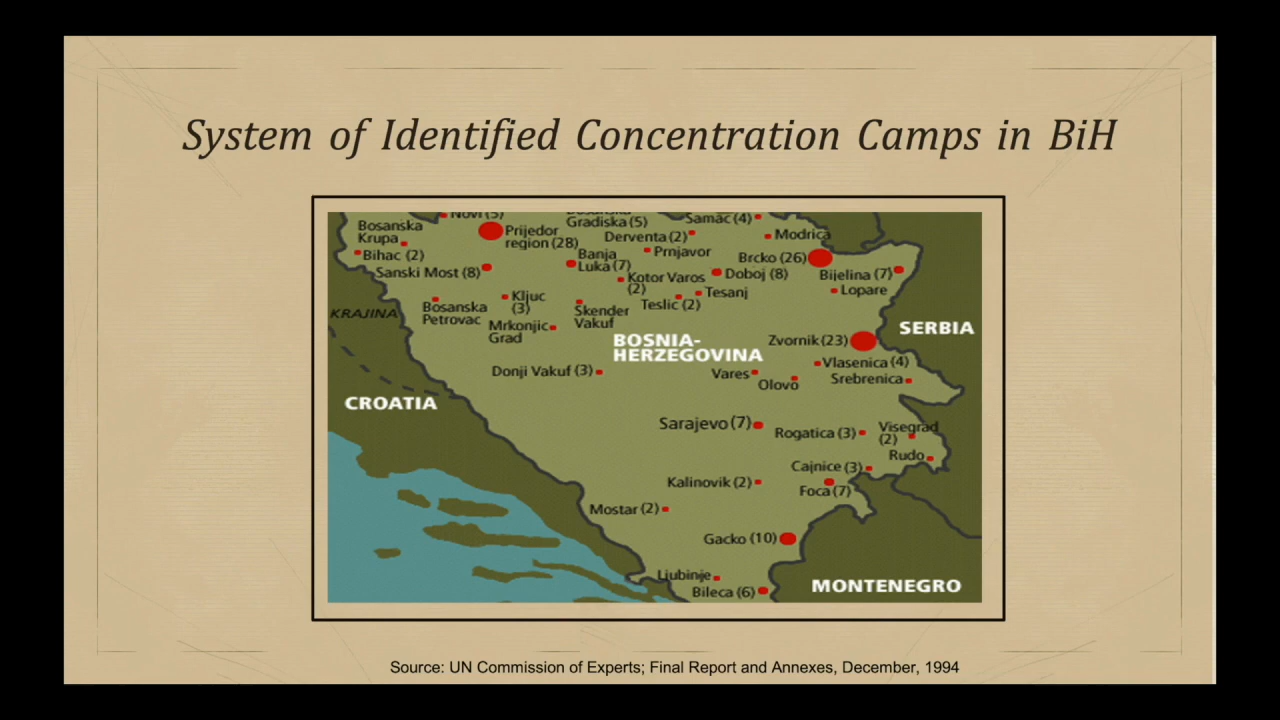 System of Identified Concentration Camps in BiH
Novi (5)
Bosanska
Gradiska (5)
Samac (4)
Bosanska
Krupa
Prijedor
region (28)
Derventa (2)
Modrica
Bihac (2)
Banja
Luka (7)
Prnjavor
Brcko (26)
Sanski Most (8)
Kotor Varos
(2)
Doboj (8)
Bijelina (7)
Bosanska
Petrovac
Kljuc
(3)
Skender
Vakuf
Teslic (2)
Tesanj
Lopare
KRAJINA
Mrkonjic
Grad
BOSNIA-
HERZEGOVINA
Zvornik (23)
SERBIA
Donji Vakuf (3)
Vares
Olovo
Vlasenica (4)
Srebrenica
CROATIA
Sarajevo (7)
Rogatica (3)
Visegrad
(2)
Rudo
Cajnice (3)
Kalinovik (2)
Foca (7)
Mostar (2)
Gacko (10)
Ljubinje
Bileca (6)
MONTENEGRO
Source: UN Commission of Experts; Final Report and Annexes, December, 1994